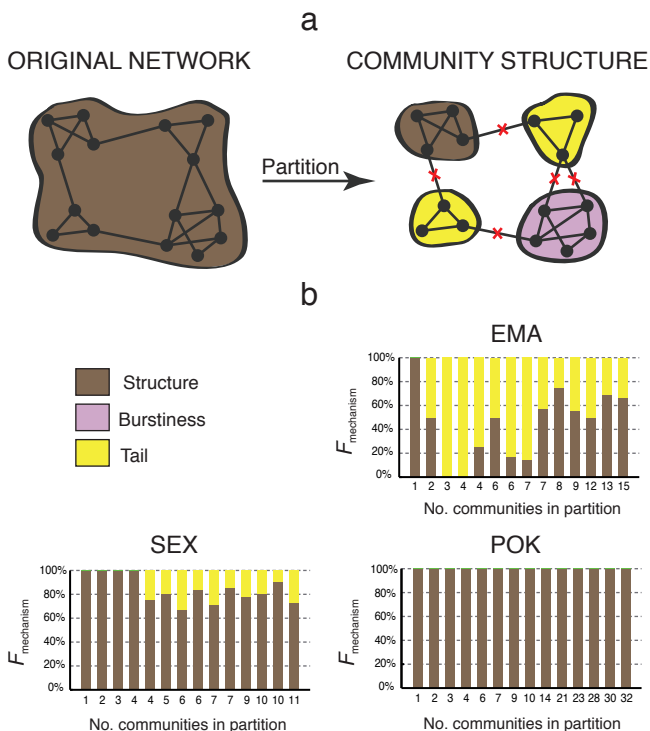 a
ORIGINAL NETWORK
COMMUNITY STRUCTURE
Partition
b
Structure
Burstiness
Tail
EMA
100%
80%
60%
40%
20%
0%
F mechanism
1 2 3 4 4 6 6 7 7 8 9 12 13 15
No. communities in partition
SEX
100%
80%
60%
40%
20%
0%
F mechanism
1 2 3 4 4 5 6 6 7 7 9 10 10 11
No. communities in partition
POK
100%
80%
60%
40%
20%
0%
F mechanism
1 2 3 4 6 7 9 10 14 21 23 28 30 32
No. communities in partition